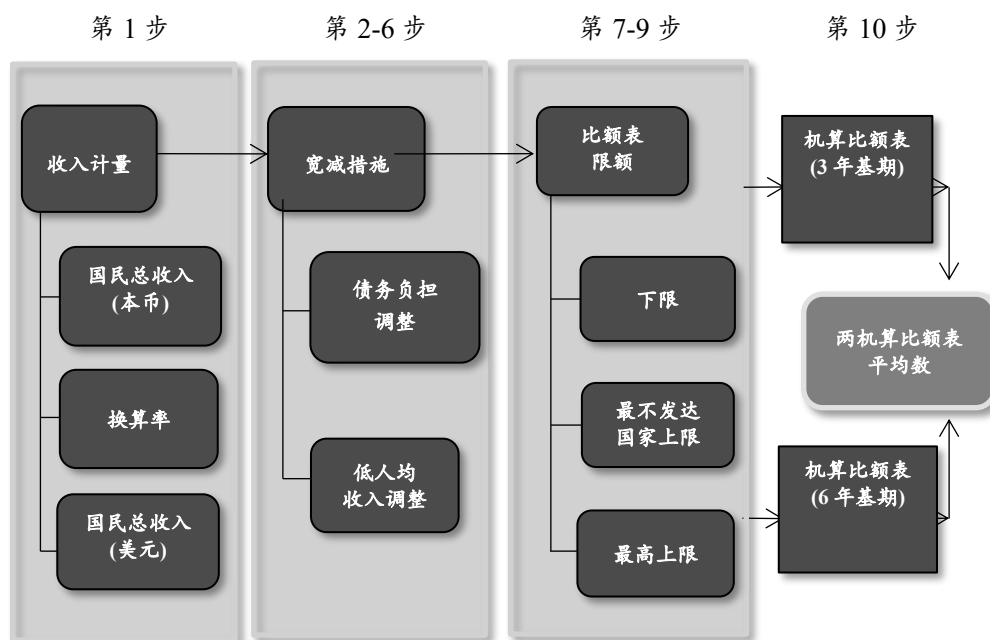 第 1 步
第 2-6 步
第 7-9 步
第 10 步
收入计量
国民总收入
(本币)
换算率
国民总收入
(美元)
宽减措施
债务负担
调整
低人均
收入调整
比额表
限额
下限
最不发达
国家上限
最高上限
机算比额表
(3 年基期)
两机算比额表
平均数
机算比额表
(6 年基期)